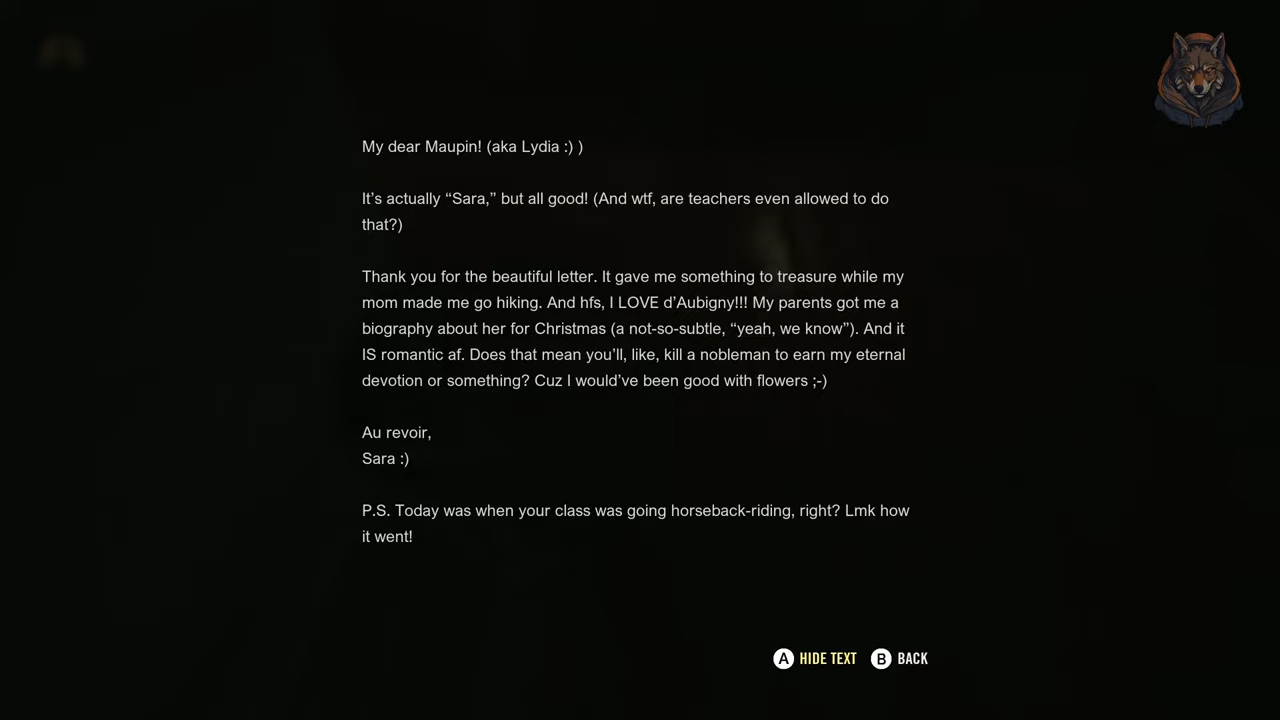 My dear Maupin! (aka Lydia :) )
It’s actually “Sara,” but all good! (And wtf, are teachers even allowed to do
that?)
Thank you for the beautiful letter. It gave me something to treasure while my
mom made me go hiking. And hfs, I LOVE d’Aubigny!!! My parents got me a
biography about her for Christmas (a not-so-subtle, “yeah, we know”). And it
IS romantic af. Does that mean you’ll, like, kill a nobleman to earn my eternal
devotion or something? Cuz I would’ve been good with flowers ;-)
Au revoir,
Sara :)
P.S. Today was when your class was going horseback-riding, right? Lmk how
it went!
A HIDE TEXT B BACK